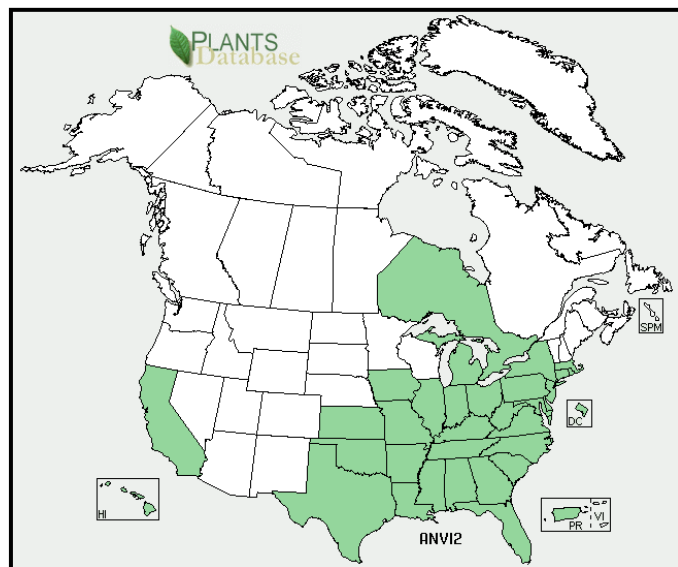 PLANTS
Database
SPM
DC
HI
PR
VI
ANVI2